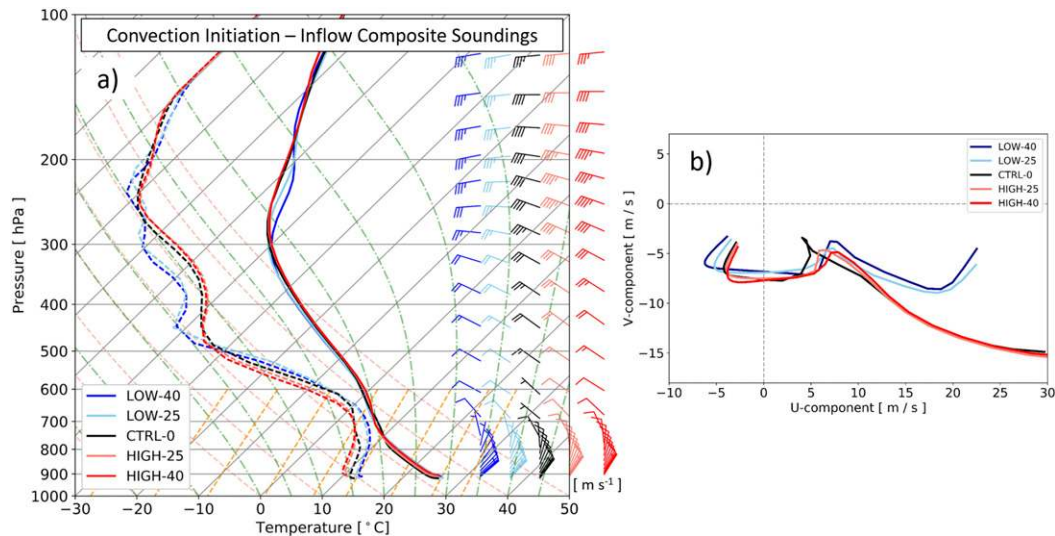 Convection Initiation – Inflow Composite Soundings
a)
Pressure [ hPa]
100
200
300
400
500
600
700
800
900
1000
LOW-40
LOW-25
CTRL-0
HIGH-25
HIGH-40
[ m s⁻¹ ]
−30
−20
−10
0
10
20
30
40
50
Temperature [ °C]
b)
V-component [ m / s]
5
0
−5
−10
−15
LOW-40
LOW-25
CTRL-0
HIGH-25
HIGH-40
−10
−5
0
5
10
15
20
25
30
U-component [ m / s ]